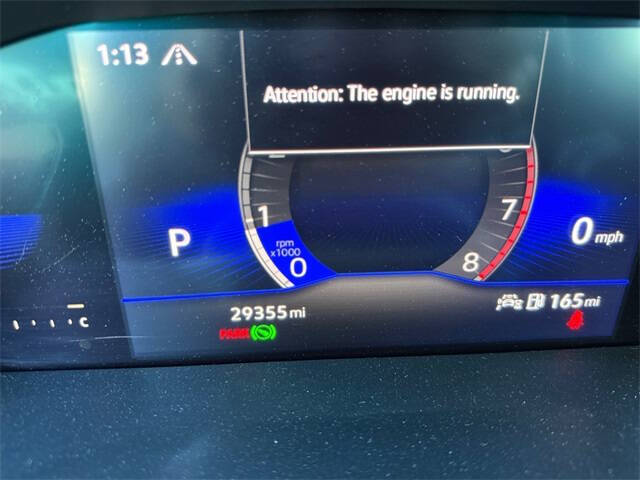 1:13
Attention: The engine is running.
1
7
P
rpm
x1000
0
8
0 mph
29355 mi
165 mi
PARK
C